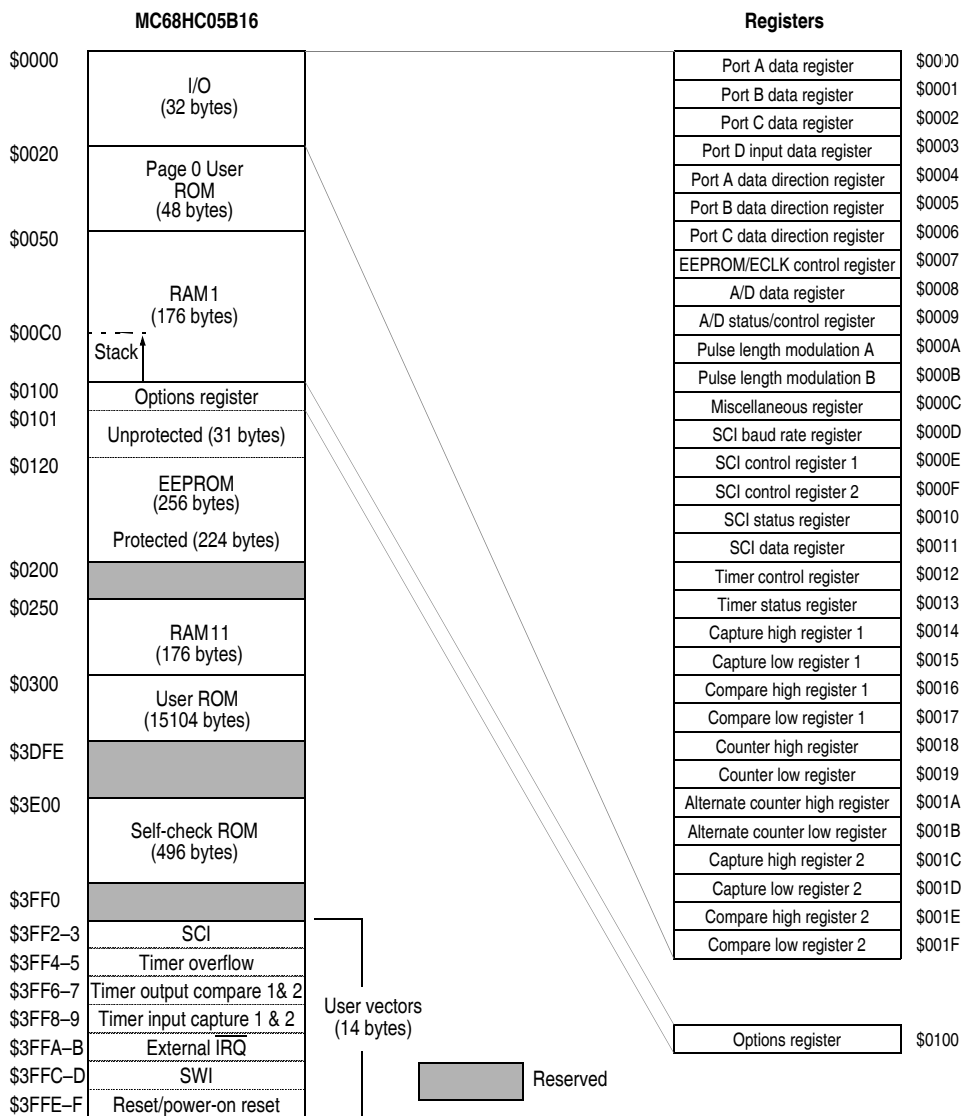 MC68HC05B16
$0000
I/O
(32 bytes)
$0020
Page 0 User
ROM
(48 bytes)
$0050
RAM1
(176 bytes)
$00C0
Stack
$0100
Options register
$0101
Unprotected (31 bytes)
$0120
EEPROM
(256 bytes)
Protected (224 bytes)
$0200
$0250
RAM11
(176 bytes)
$0300
User ROM
(15104 bytes)
$3DFE
$3E00
Self-check ROM
(496 bytes)
$3FF0
$3FF2–3 SCI
$3FF4–5 Timer overflow
$3FF6–7 Timer output compare 1& 2
$3FF8–9 Timer input capture 1 & 2
$3FFA–B External IRQ
$3FFC–D SWI
$3FFE–F Reset/power-on reset
User vectors
(14 bytes)
Reserved
Registers
Port A data register $0000
Port B data register $0001
Port C data register $0002
Port D input data register $0003
Port A data direction register $0004
Port B data direction register $0005
Port C data direction register $0006
EEPROM/ECLK control register $0007
A/D data register $0008
A/D status/control register $0009
Pulse length modulation A $000A
Pulse length modulation B $000B
Miscellaneous register $000C
SCI baud rate register $000D
SCI control register 1 $000E
SCI control register 2 $000F
SCI status register $0010
SCI data register $0011
Timer control register $0012
Timer status register $0013
Capture high register 1 $0014
Capture low register 1 $0015
Compare high register 1 $0016
Compare low register 1 $0017
Counter high register $0018
Counter low register $0019
Alternate counter high register $001A
Alternate counter low register $001B
Capture high register 2 $001C
Capture low register 2 $001D
Compare high register 2 $001E
Compare low register 2 $001F
Options register $0100